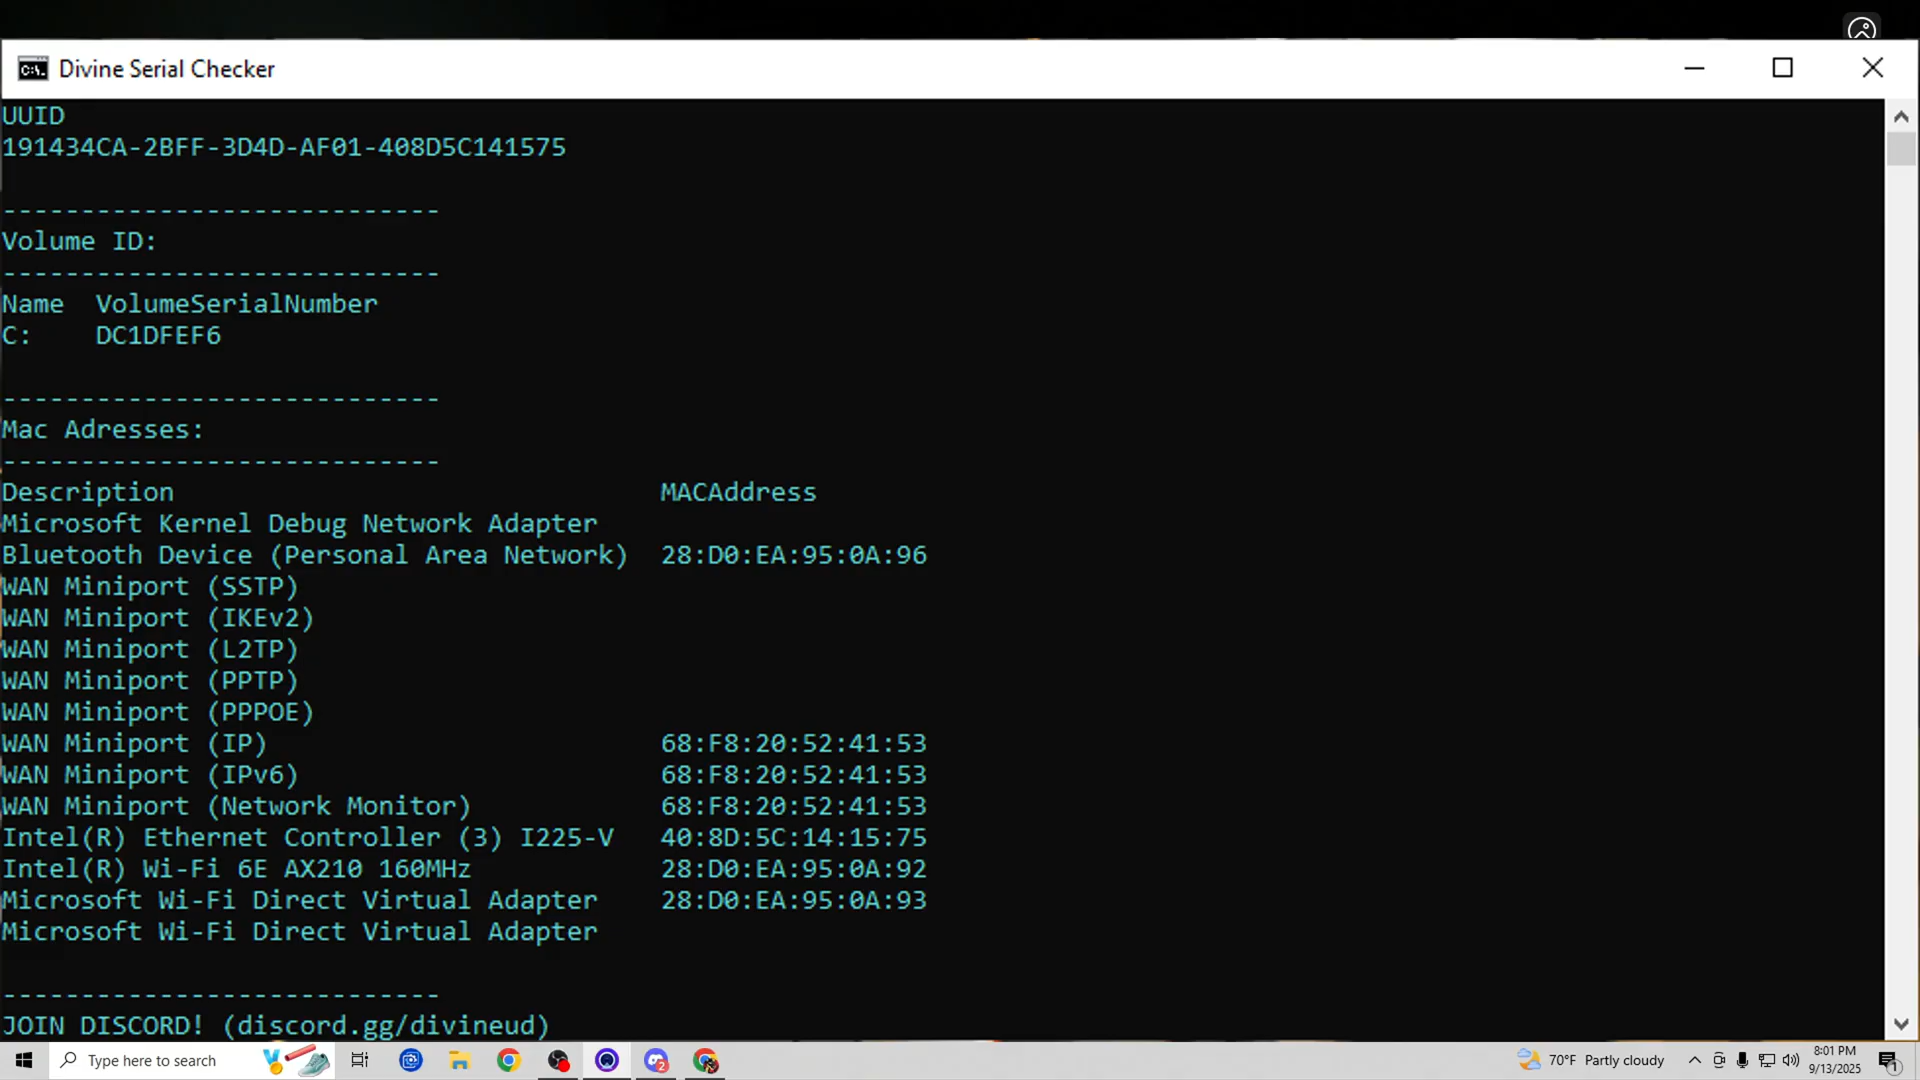 Divine Serial Checker
UUID
191434CA-2BFF-3D4D-AF01-408D5C141575
----------------------------
Volume ID:
----------------------------
Name  VolumeSerialNumber
C:    DC1DFEF6
----------------------------
Mac Adresses:
----------------------------
Description                               MACAddress
Microsoft Kernel Debug Network Adapter
Bluetooth Device (Personal Area Network)  28:D0:EA:95:0A:96
WAN Miniport (SSTP)
WAN Miniport (IKEv2)
WAN Miniport (L2TP)
WAN Miniport (PPTP)
WAN Miniport (PPPOE)
WAN Miniport (IP)                         68:F8:20:52:41:53
WAN Miniport (IPv6)                       68:F8:20:52:41:53
WAN Miniport (Network Monitor)            68:F8:20:52:41:53
Intel(R) Ethernet Controller (3) I225-V   40:8D:5C:14:15:75
Intel(R) Wi-Fi 6E AX210 160MHz            28:D0:EA:95:0A:92
Microsoft Wi-Fi Direct Virtual Adapter    28:D0:EA:95:0A:93
Microsoft Wi-Fi Direct Virtual Adapter
----------------------------
JOIN DISCORD! (discord.gg/divineud)
Type here to search
2
70°F Partly cloudy
8:01 PM
9/13/2025
1